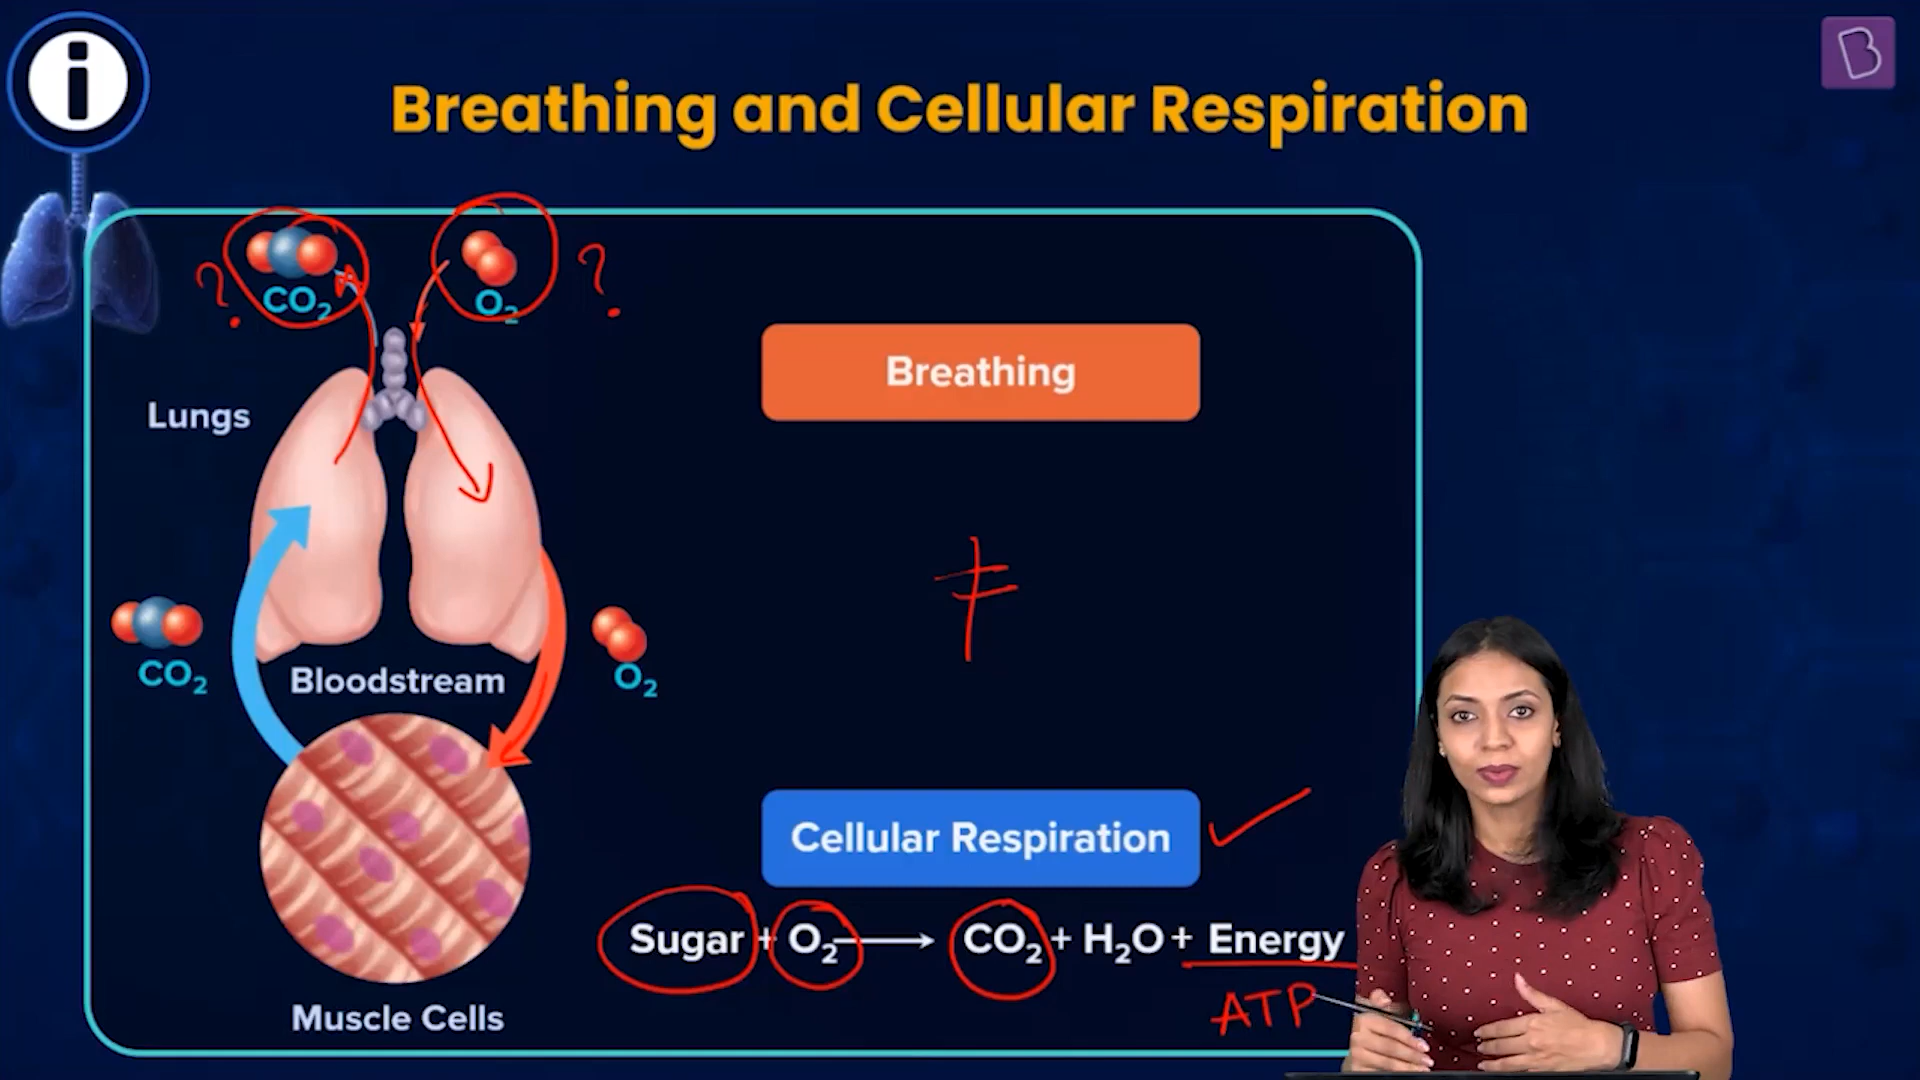 i
B
Breathing and Cellular Respiration
? CO₂ O₂ ?
Breathing
Lungs
≠
CO₂ Bloodstream O₂
Cellular Respiration ✓
Sugar + O₂ → CO₂ + H₂O + Energy
ATP
Muscle Cells